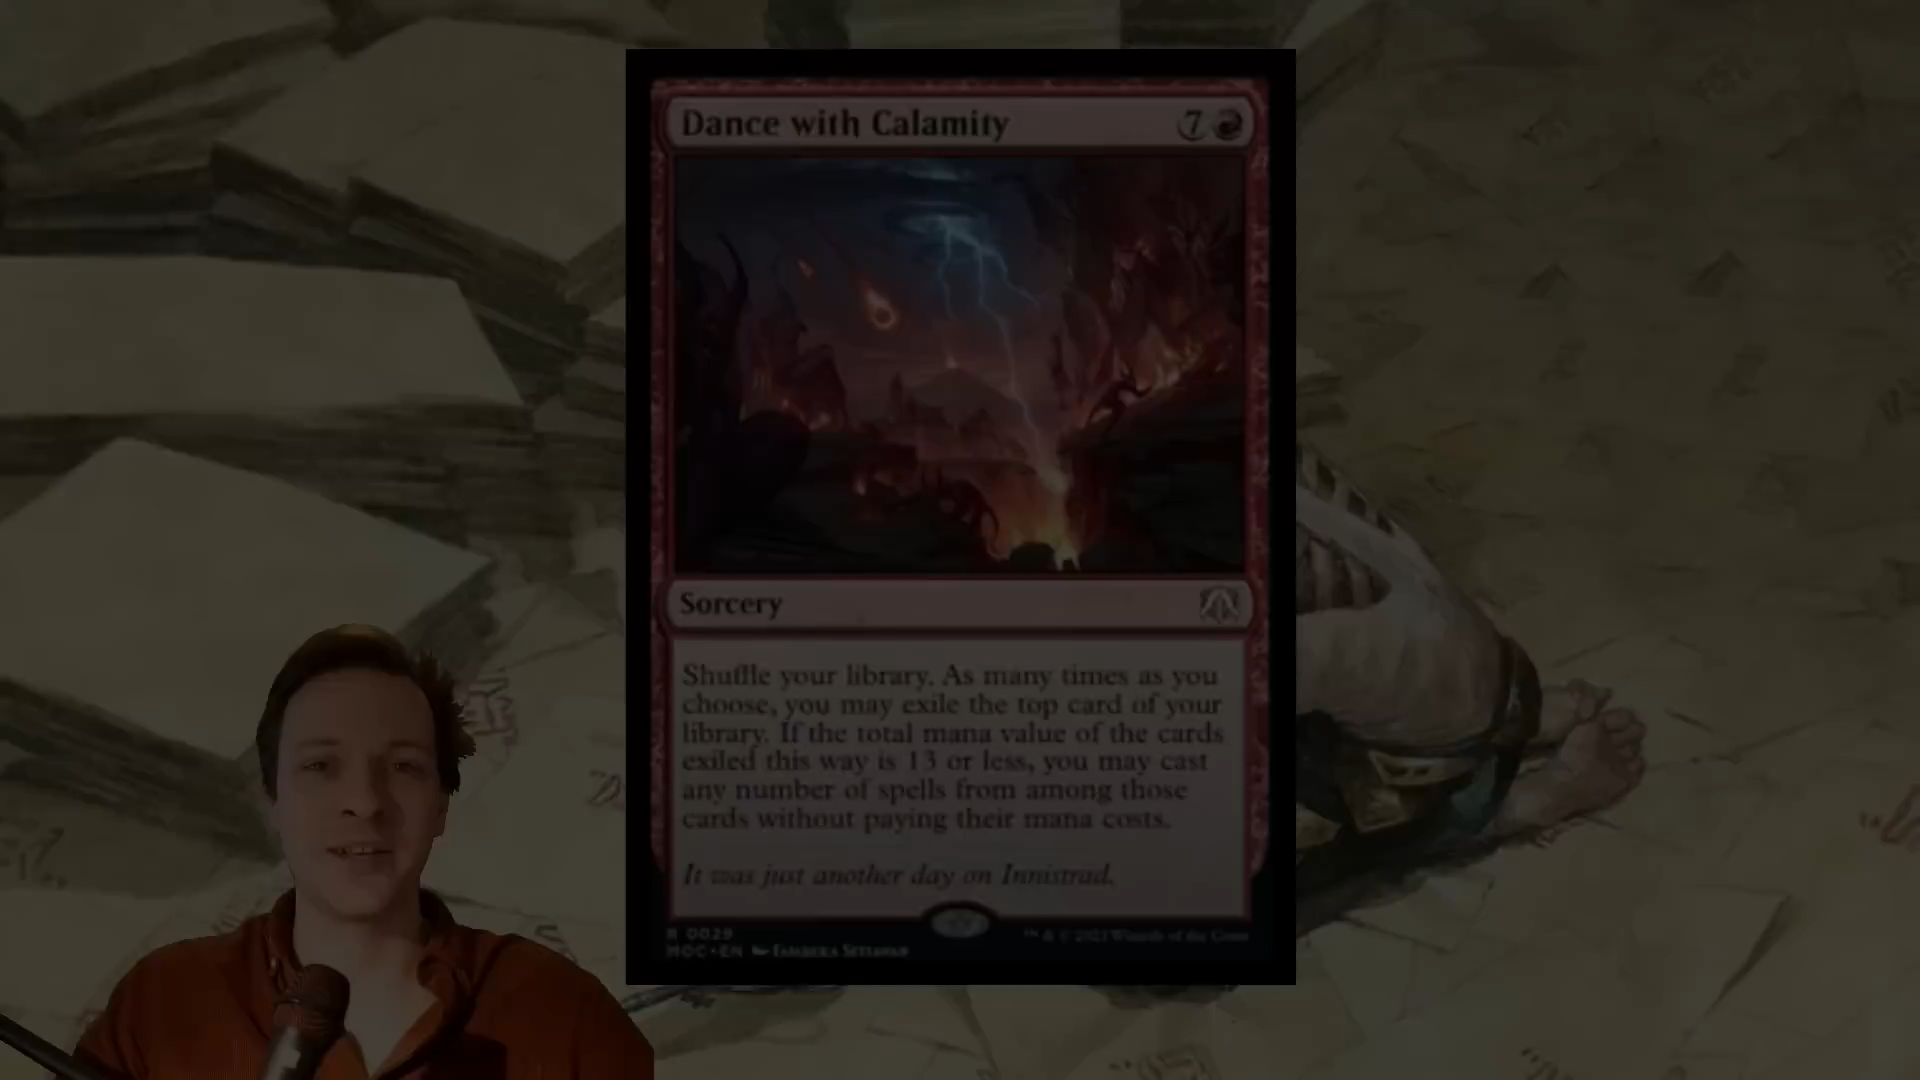 Dance with Calamity 7
Sorcery
Shuffle your library. As many times as you
choose, you may exile the top card of your
library. If the total mana value of the cards
exiled this way is 13 or less, you may cast
any number of spells from among those
cards without paying their mana costs.
It was just another day on Innistrad.
R 0029
MOC • EN